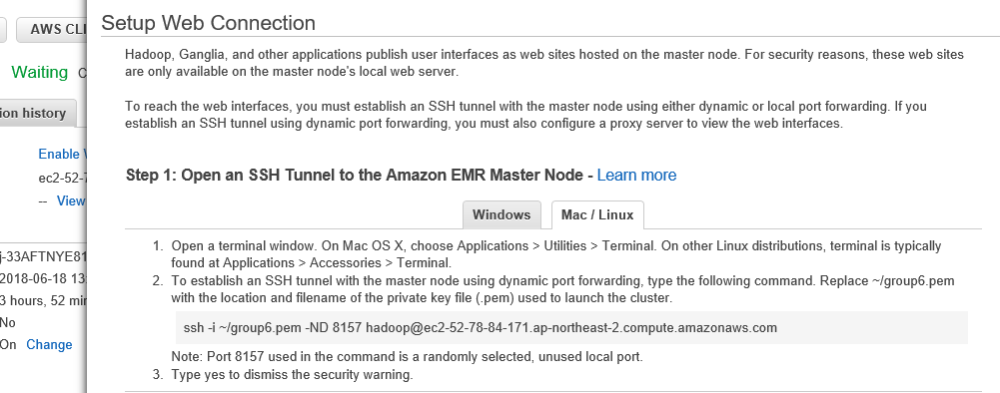 AWS CLI
Setup Web Connection
Hadoop, Ganglia, and other applications publish user interfaces as web sites hosted on the master node. For security reasons, these web sites
are only available on the master node's local web server.
Waiting
To reach the web interfaces, you must establish an SSH tunnel with the master node using either dynamic or local port forwarding. If you
establish an SSH tunnel using dynamic port forwarding, you must also configure a proxy server to view the web interfaces.
ion history
Enable
ec2-52-7
-- View
Step 1: Open an SSH Tunnel to the Amazon EMR Master Node - Learn more
Windows
Mac / Linux
1. Open a terminal window. On Mac OS X, choose Applications > Utilities > Terminal. On other Linux distributions, terminal is typically
found at Applications > Accessories > Terminal.
2. To establish an SSH tunnel with the master node using dynamic port forwarding, type the following command. Replace ~/group6.pem
with the location and filename of the private key file (.pem) used to launch the cluster.
ssh -i ~/group6.pem -ND 8157 hadoop@ec2-52-78-84-171.ap-northeast-2.compute.amazonaws.com
Note: Port 8157 used in the command is a randomly selected, unused local port.
3. Type yes to dismiss the security warning.
j-33AFTNYE81
2018-06-18 13:
3 hours, 52 min
No
On Change